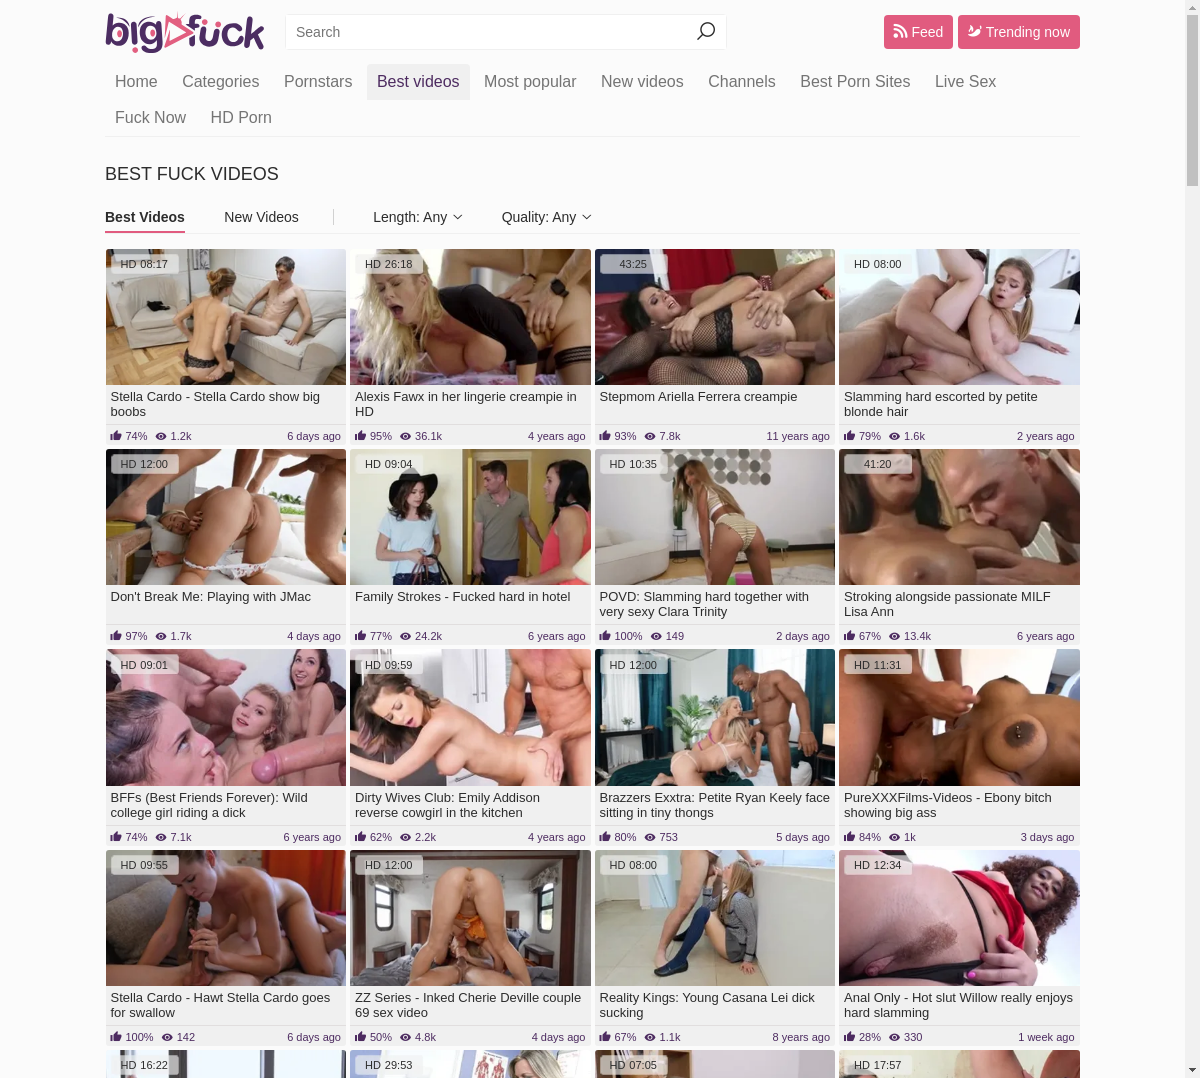 big fuck
Search
Feed
Trending now
Home Categories Pornstars Best videos Most popular New videos Channels Best Porn Sites Live Sex
Fuck Now HD Porn
BEST FUCK VIDEOS
Best Videos New Videos Length: Any Quality: Any
HD 08:17
HD 26:18
43:25
HD 08:00
Stella Cardo - Stella Cardo show big
boobs
74% 1.2k 6 days ago
Alexis Fawx in her lingerie creampie in
HD
95% 36.1k 4 years ago
Stepmom Ariella Ferrera creampie
93% 7.8k 11 years ago
Slamming hard escorted by petite
blonde hair
79% 1.6k 2 years ago
HD 12:00
HD 09:04
HD 10:35
41:20
Don't Break Me: Playing with JMac
97% 1.7k 4 days ago
Family Strokes - Fucked hard in hotel
77% 24.2k 6 years ago
POVD: Slamming hard together with
very sexy Clara Trinity
100% 149 2 days ago
Stroking alongside passionate MILF
Lisa Ann
67% 13.4k 6 years ago
HD 09:01
HD 09:59
HD 12:00
HD 11:31
BFFs (Best Friends Forever): Wild
college girl riding a dick
74% 7.1k 6 years ago
Dirty Wives Club: Emily Addison
reverse cowgirl in the kitchen
62% 2.2k 4 years ago
Brazzers Exxtra: Petite Ryan Keely face
sitting in tiny thongs
80% 753 5 days ago
PureXXXFilms-Videos - Ebony bitch
showing big ass
84% 1k 3 days ago
HD 09:55
HD 12:00
HD 08:00
HD 12:34
Stella Cardo - Hawt Stella Cardo goes
for swallow
100% 142 6 days ago
ZZ Series - Inked Cherie Deville couple
69 sex video
50% 4.8k 4 days ago
Reality Kings: Young Casana Lei dick
sucking
67% 1.1k 8 years ago
Anal Only - Hot slut Willow really enjoys
hard slamming
28% 330 1 week ago
HD 16:22
HD 29:53
HD 07:05
HD 17:57